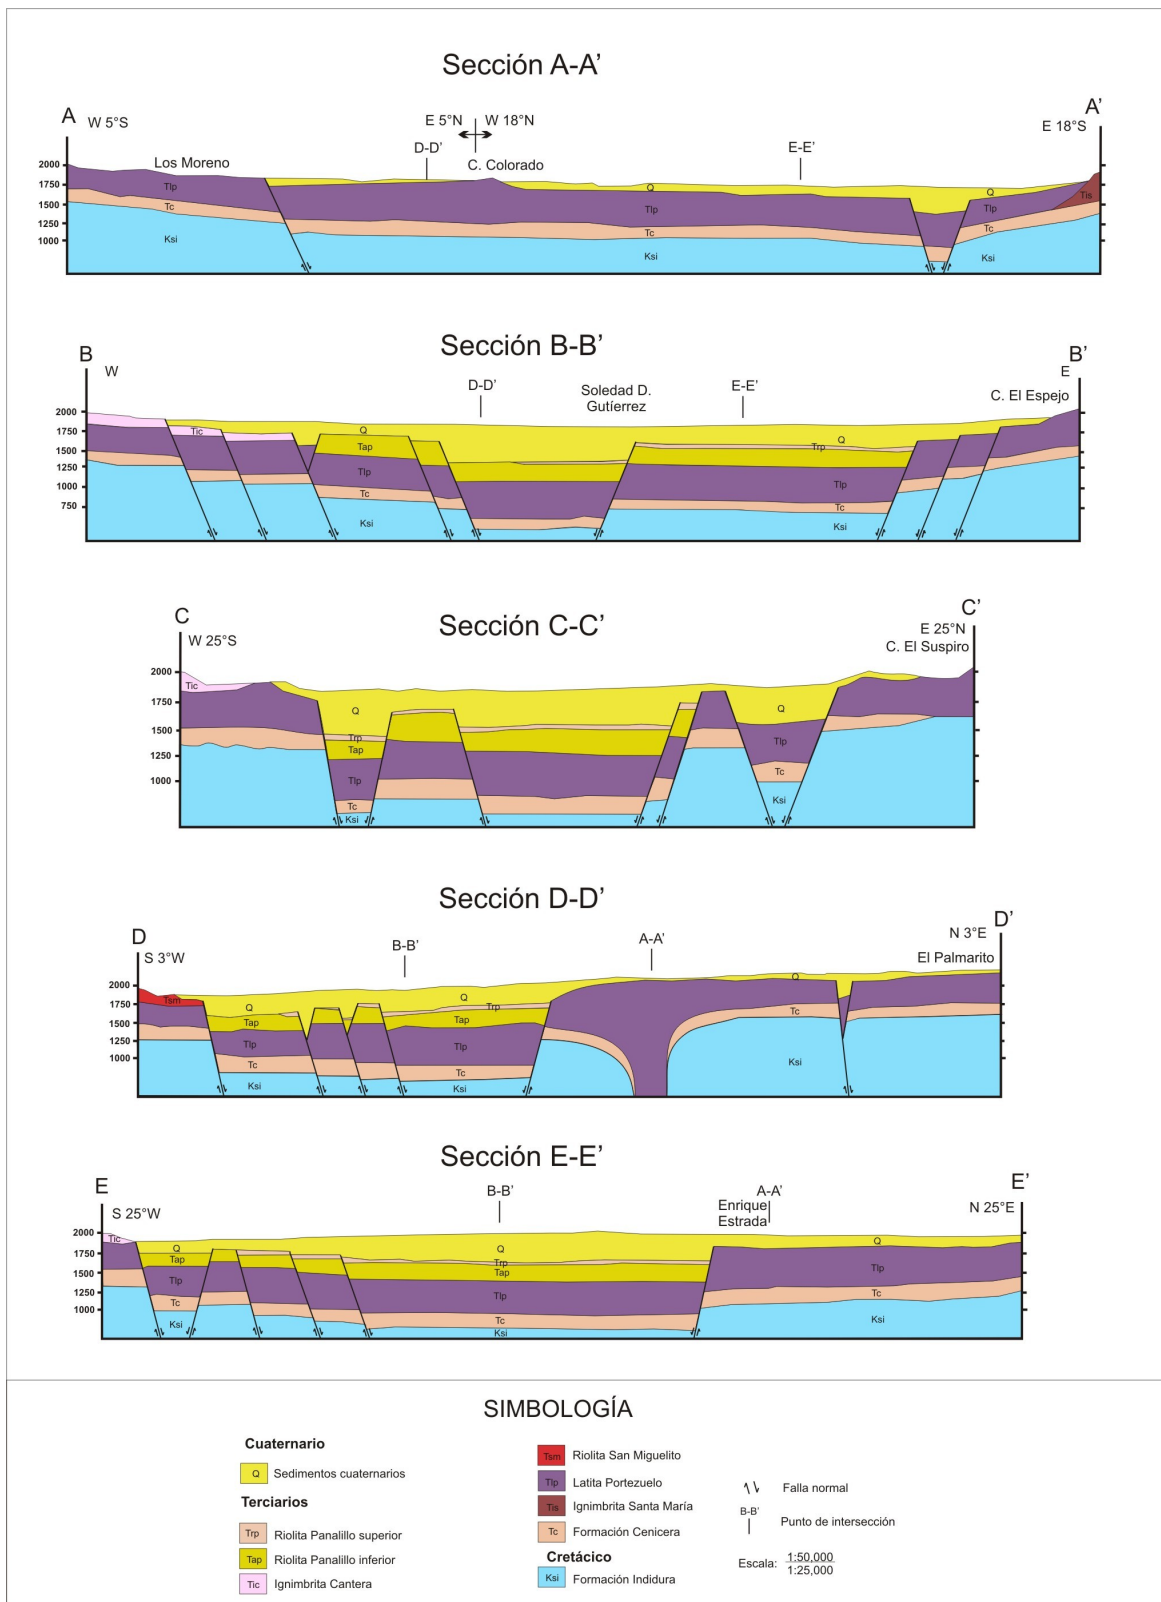 Sección A-A’
A
W 5°S
E 5°N
W 18°N
A’
E 18°S
D-D’
C. Colorado
E-E’
Los Moreno
2000
1750
1500
1250
1000
Tlp
Tc
Ksi
Tlp
Q
Tc
Ksi
Q
Tlp
Tc
Ksi
Tis
Sección B-B’
B
W
B’
E
D-D’
Soledad D.
Gutíerrez
E-E’
C. El Espejo
2000
1750
1500
1250
1000
750
Tic
Q
Tap
Tlp
Tc
Ksi
Q
Trp
Tlp
Tc
Ksi
Sección C-C’
C
W 25°S
C’
E 25°N
C. El Suspiro
2000
1750
1500
1250
1000
Tic
Q
Trp
Tap
Tlp
Tc
Ksi
Q
Tlp
Tc
Ksi
Sección D-D’
D
S 3°W
B-B’
A-A’
D’
N 3°E
El Palmarito
2000
1750
1500
1250
1000
Tsm
Q
Tap
Tlp
Tc
Ksi
Q
Trp
Tap
Tlp
Tc
Ksi
Q
Tc
Ksi
Sección E-E’
E
S 25°W
B-B’
A-A’
Enrique
Estrada
E’
N 25°E
2000
1750
1500
1250
1000
Tic
Q
Tap
Tlp
Tc
Ksi
Q
Trp
Tap
Tlp
Tc
Ksi
Q
Tlp
Tc
Ksi
SIMBOLOGÍA
Cuaternario
Q Sedimentos cuaternarios
Terciarios
Trp Riolita Panalillo superior
Tap Riolita Panalillo inferior
Tic Ignimbrita Cantera
Tsm Riolita San Miguelito
Tlp Latita Portezuelo
Tis Ignimbrita Santa María
Tc Formación Cenicera
Cretácico
Ksi Formación Indidura
Falla normal
B-B’
Punto de intersección
Escala: 1:50,000
1:25,000